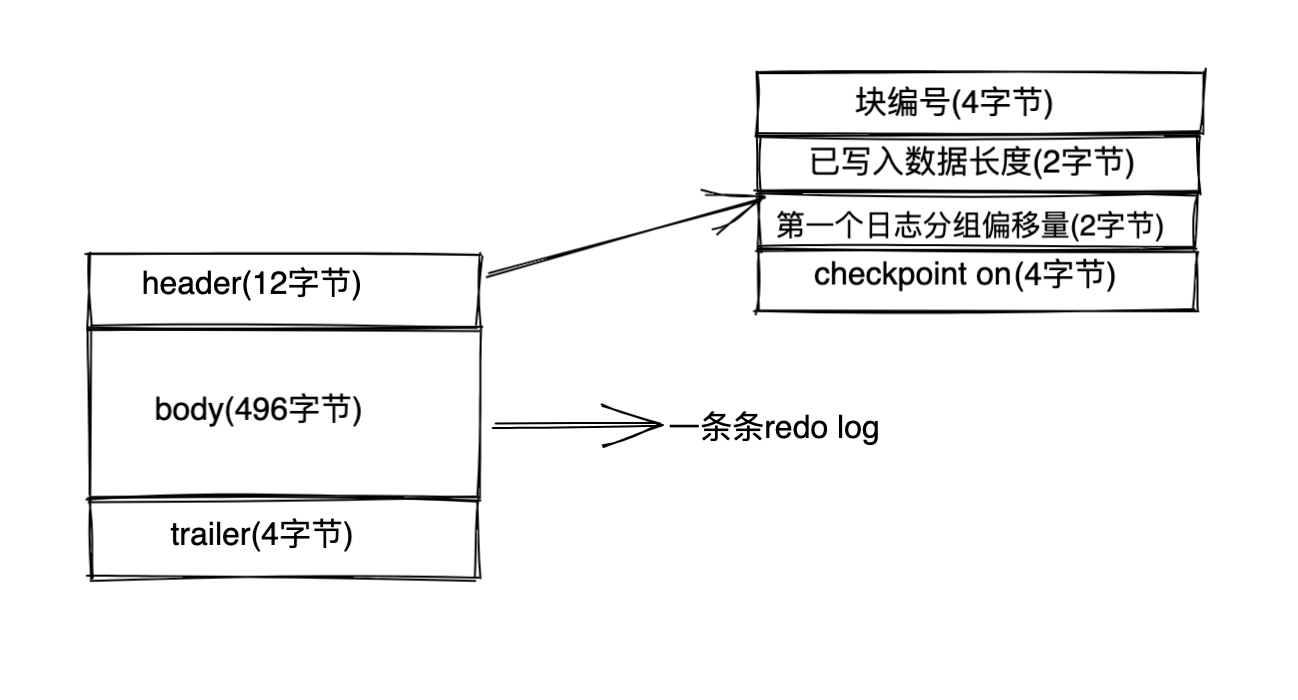 块编号(4字节)
已写入数据长度(2字节)
第一个日志分组偏移量(2字节)
checkpoint on(4字节)
header(12字节)
body(496字节)
一条条redo log
trailer(4字节)